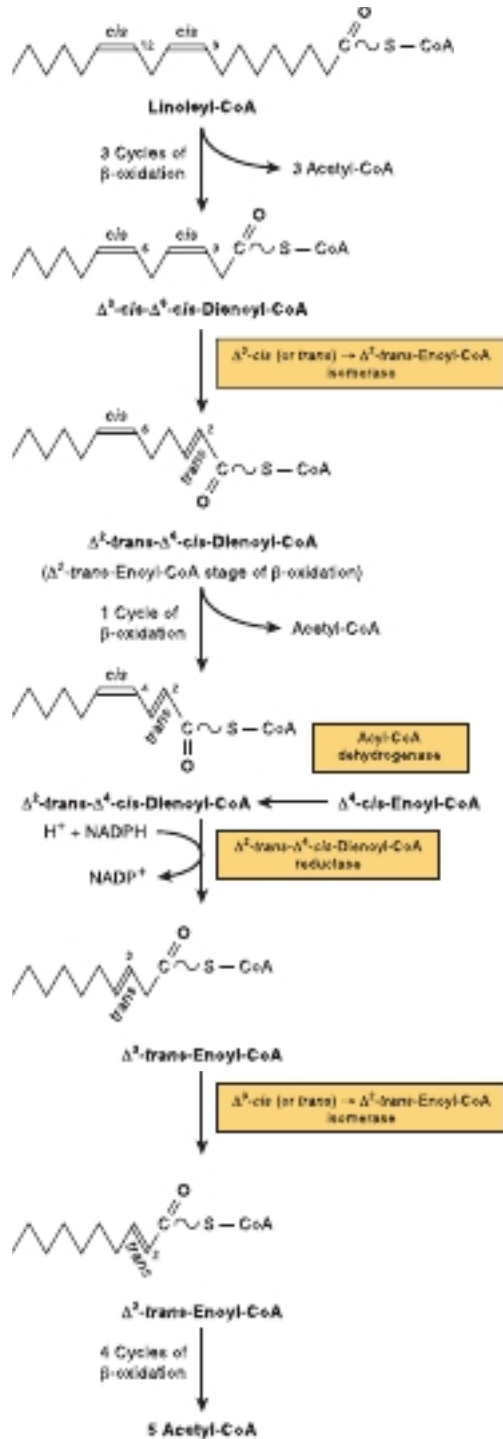 O
cis 12 cis 9 C S — CoA
Linoleyl-CoA
3 Cycles of
β-oxidation
3 Acetyl-CoA
O
cis 6 cis 3 C S — CoA
Δ³-cis-Δ⁶-cis-Dienoyl-CoA
Δ³-cis (or trans) → Δ²-trans-Enoyl-CoA
isomerase
cis 6 2
trans C S — CoA
O
Δ²-trans-Δ⁶-cis-Dienoyl-CoA
(Δ²-trans-Enoyl-CoA stage of β-oxidation)
1 Cycle of
β-oxidation
Acetyl-CoA
cis 4 2
trans C S — CoA
O
Acyl-CoA
dehydrogenase
Δ²-trans-Δ⁴-cis-Dienoyl-CoA
Δ⁴-cis-Enoyl-CoA
H⁺ + NADPH
NADP⁺
Δ²-trans-Δ⁴-cis-Dienoyl-CoA
reductase
O
3 C S — CoA
trans
Δ³-trans-Enoyl-CoA
Δ³-cis (or trans) → Δ²-trans-Enoyl-CoA
isomerase
O
C S — CoA
trans 2
Δ²-trans-Enoyl-CoA
4 Cycles of
β-oxidation
5 Acetyl-CoA